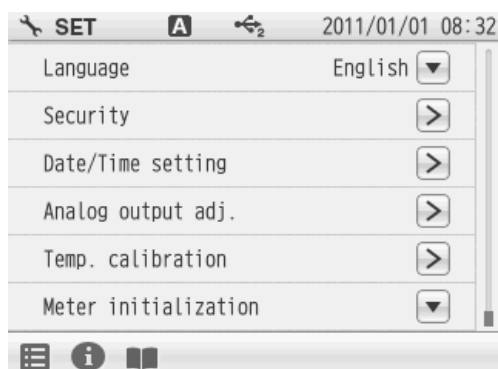 SET A 2 2011/01/01 08:32
Language English
Security
Date/Time setting
Analog output adj.
Temp. calibration
Meter initialization